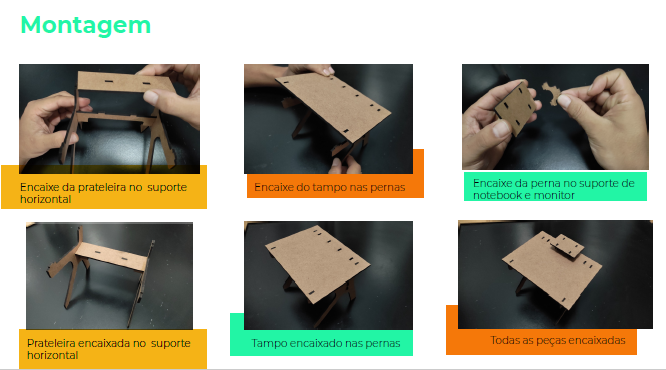 Montagem
Encaixe da prateleira no  suporte
horizontal
Encaixe do tampo nas pernas
Encaixe da perna no suporte de
notebook e monitor
Prateleira encaixada no  suporte
horizontal
Tampo encaixado nas pernas
Todas as peças encaixadas